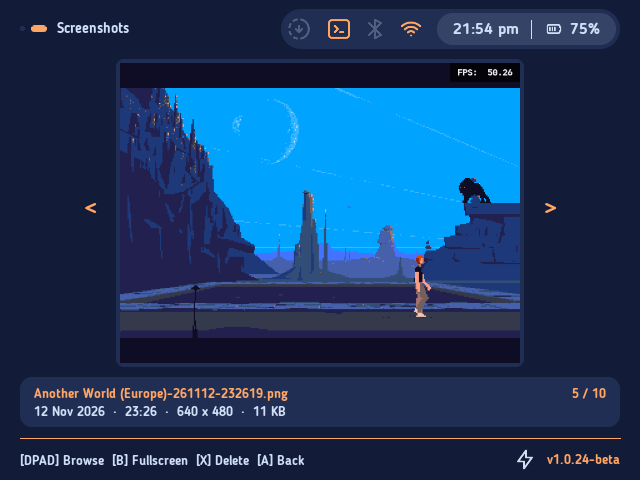 Screenshots
21:54 pm
75%
FPS: 50.26
<
>
Another World (Europe)-261112-232619.png
5 / 10
12 Nov 2026 · 23:26 · 640 x 480 · 11 KB
[DPAD] Browse [B] Fullscreen [X] Delete [A] Back
v1.0.24-beta